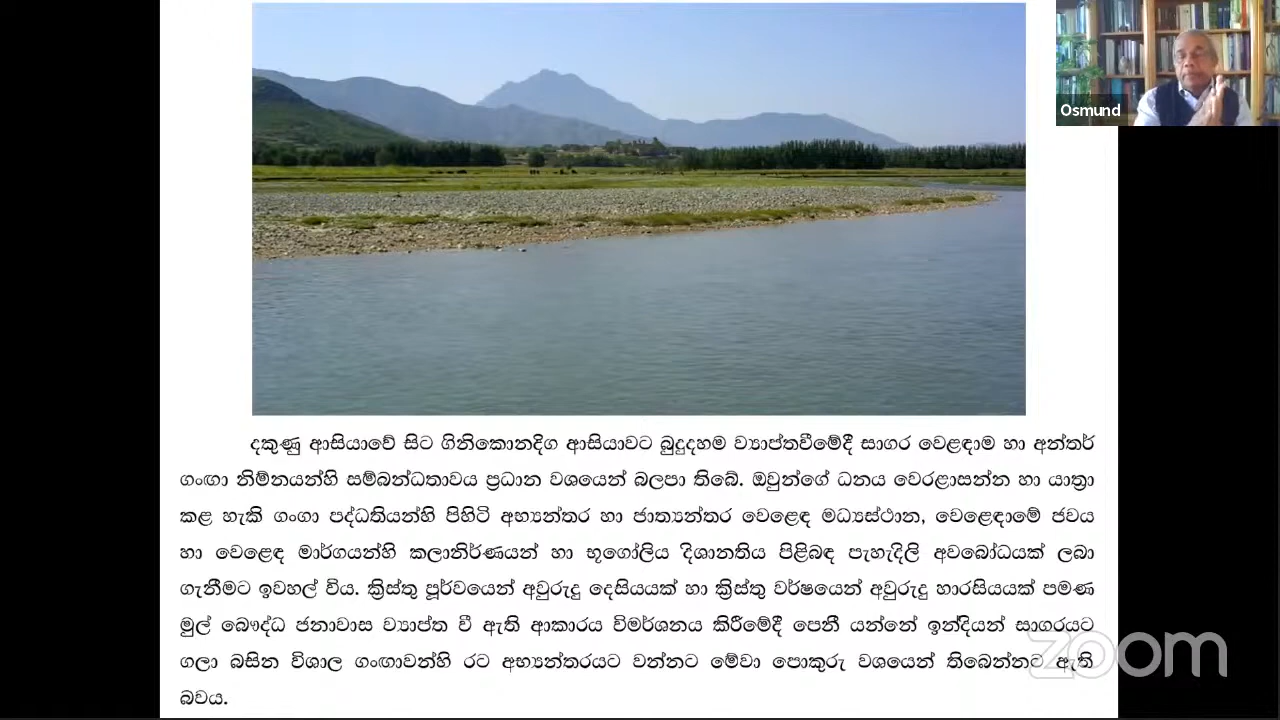 Osmund
දකුණු ආසියාවේ සිට ගිනිකොනදිග ආසියාවට බුදුදහම ව්‍යාප්තවීමේදී සාගර වෙළඳාම හා අන්තර්
ගංඟා නිම්නයන්හි සම්බන්ධතාවය ප්‍රධාන වශයෙන් බලපා තිබේ. ඔවුන්ගේ ධනය වෙරළාසන්න හා යාත්‍රා
කළ හැකි ගංගා පද්ධතියන්හි පිහිටි අභ්‍යන්තර හා ජාත්‍යන්තර වෙළෙඳ මධ්‍යස්ථාන, වෙළෙඳාමේ ජවය
හා වෙළෙඳ මාර්ගයන්හි කලානිර්ණයන් හා භූගෝලිය දිශානතිය පිළිබඳ පැහැදිලි අවබෝධයක් ලබා
ගැනීමට ඉවහල් විය. ක්‍රිස්තු පූර්වයෙන් අවුරුදු දෙසියයක් හා ක්‍රිස්තු වර්ෂයෙන් අවුරුදු හාරසියයක් පමණ
මුල් බෞද්ධ ජනාවාස ව්‍යාප්ත වී ඇති ආකාරය විමර්ශනය කිරීමේදී පෙනී යන්නේ ඉන්දියන් සාගරයට
ගලා බසින විශාල ගංඟාවන්හි රට අභ්‍යන්තරයට වන්නට මේවා පොකුරු වශයෙන් තිබෙන්නට ඇති
බවය.
zoom